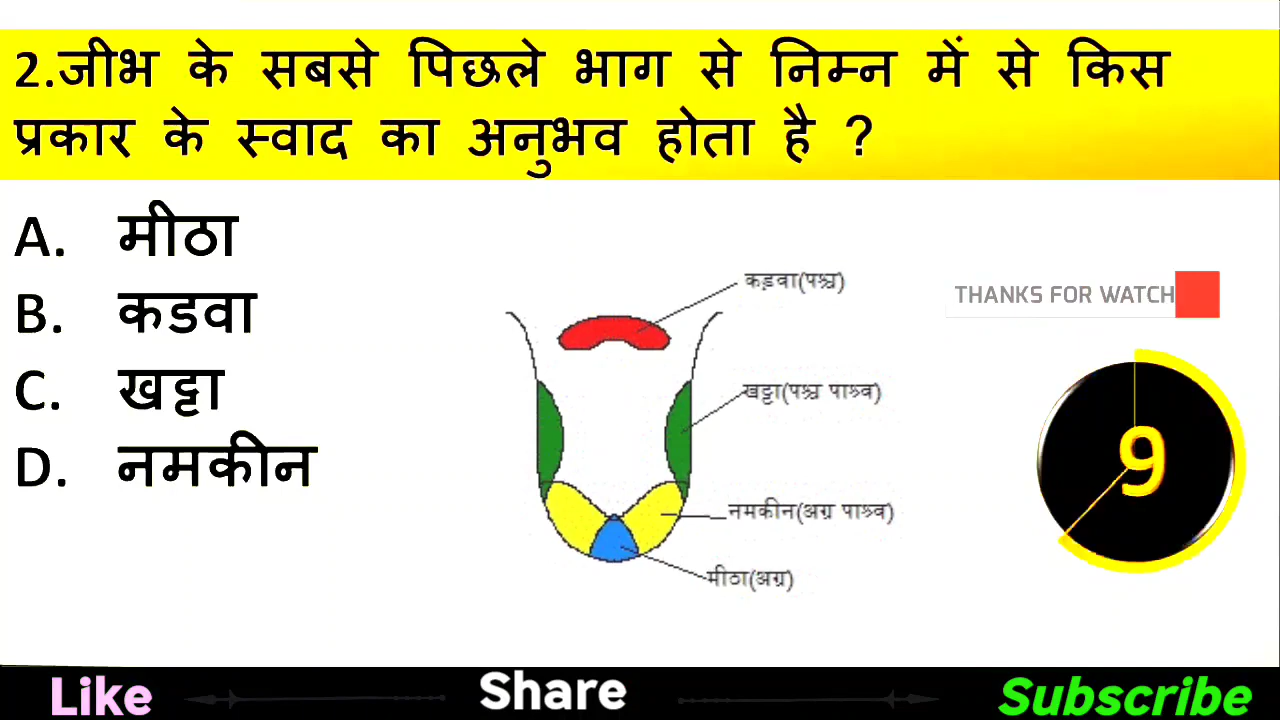 2.जीभ के सबसे पिछले भाग से निम्न में से किस
प्रकार के स्वाद का अनुभव होता है ?
A. मीठा
B. कडवा
C. खट्टा
D. नमकीन
कड़वा(पश्च)
खट्टा(पश्च पाश्र्व)
नमकीन(अग्र पाश्र्व)
मीठा(अग्र)
THANKS FOR WATCH
9
Like
Share
Subscribe